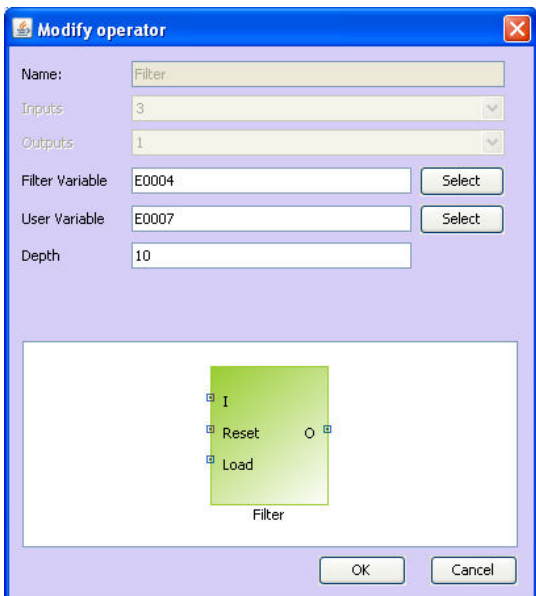 Modify operator
Name: Filter
Inputs 3
Outputs 1
Filter Variable E0004 Select
User Variable E0007 Select
Depth 10
I
Reset O
Load
Filter
OK Cancel